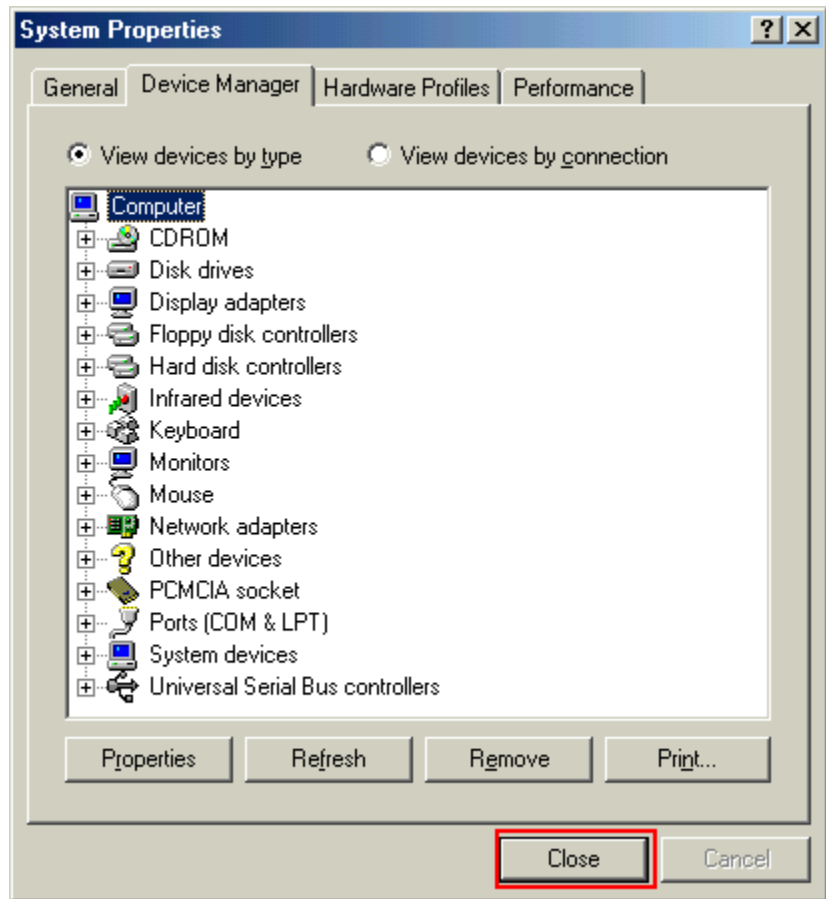 System Properties
General Device Manager Hardware Profiles Performance
View devices by type View devices by connection
Computer
CDROM
Disk drives
Display adapters
Floppy disk controllers
Hard disk controllers
Infrared devices
Keyboard
Monitors
Mouse
Network adapters
Other devices
PCMCIA socket
Ports (COM & LPT)
System devices
Universal Serial Bus controllers
Properties Refresh Remove Print...
Close Cancel